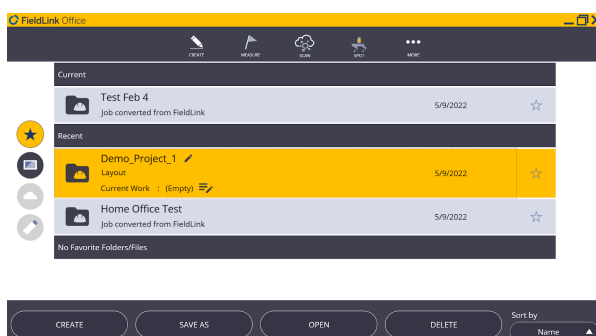 FieldLink Office
CREATE
MEASURE
SCAN
SPOT
MORE
Current
Test Feb 4
Job converted from FieldLink
5/9/2022
Recent
Demo_Project_1
Layout
Current Work : (Empty)
5/9/2022
Home Office Test
Job converted from FieldLink
5/9/2022
No Favorite Folders/Files
CREATE
SAVE AS
OPEN
DELETE
Sort by
Name